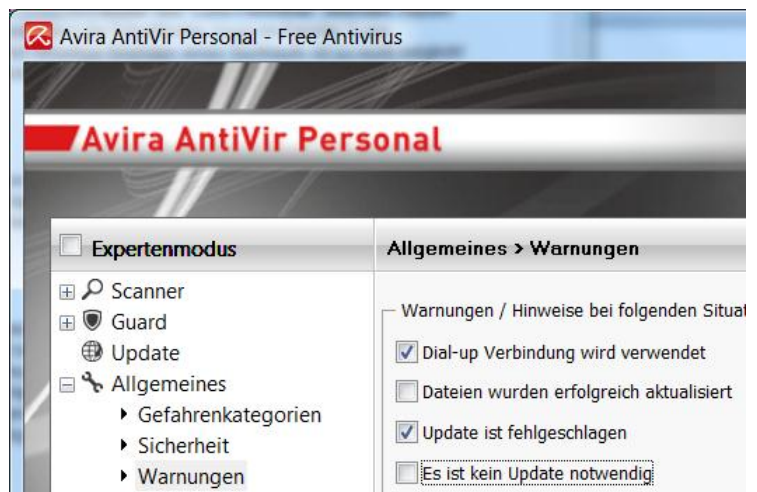 Avira AntiVir Personal - Free Antivirus
Avira AntiVir Personal
Expertenmodus
Scanner
Guard
Update
Allgemeines
Gefahrenkategorien
Sicherheit
Warnungen
Allgemeines > Warnungen
Warnungen / Hinweise bei folgenden Situat
Dial-up Verbindung wird verwendet
Dateien wurden erfolgreich aktualisiert
Update ist fehlgeschlagen
Es ist kein Update notwendig